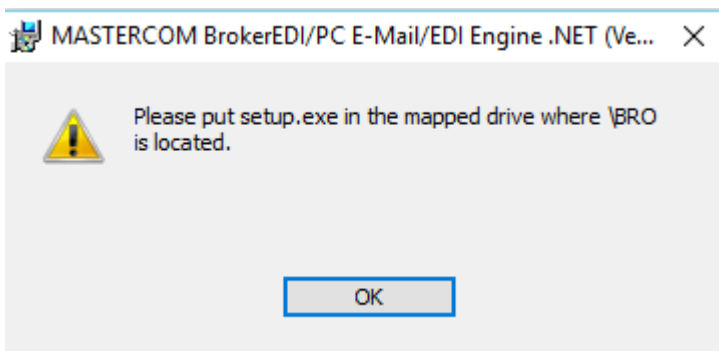 MASTERCOM BrokerEDI/PC E-Mail/EDI Engine .NET (Ve...
Please put setup.exe in the mapped drive where \BRO
is located.
OK